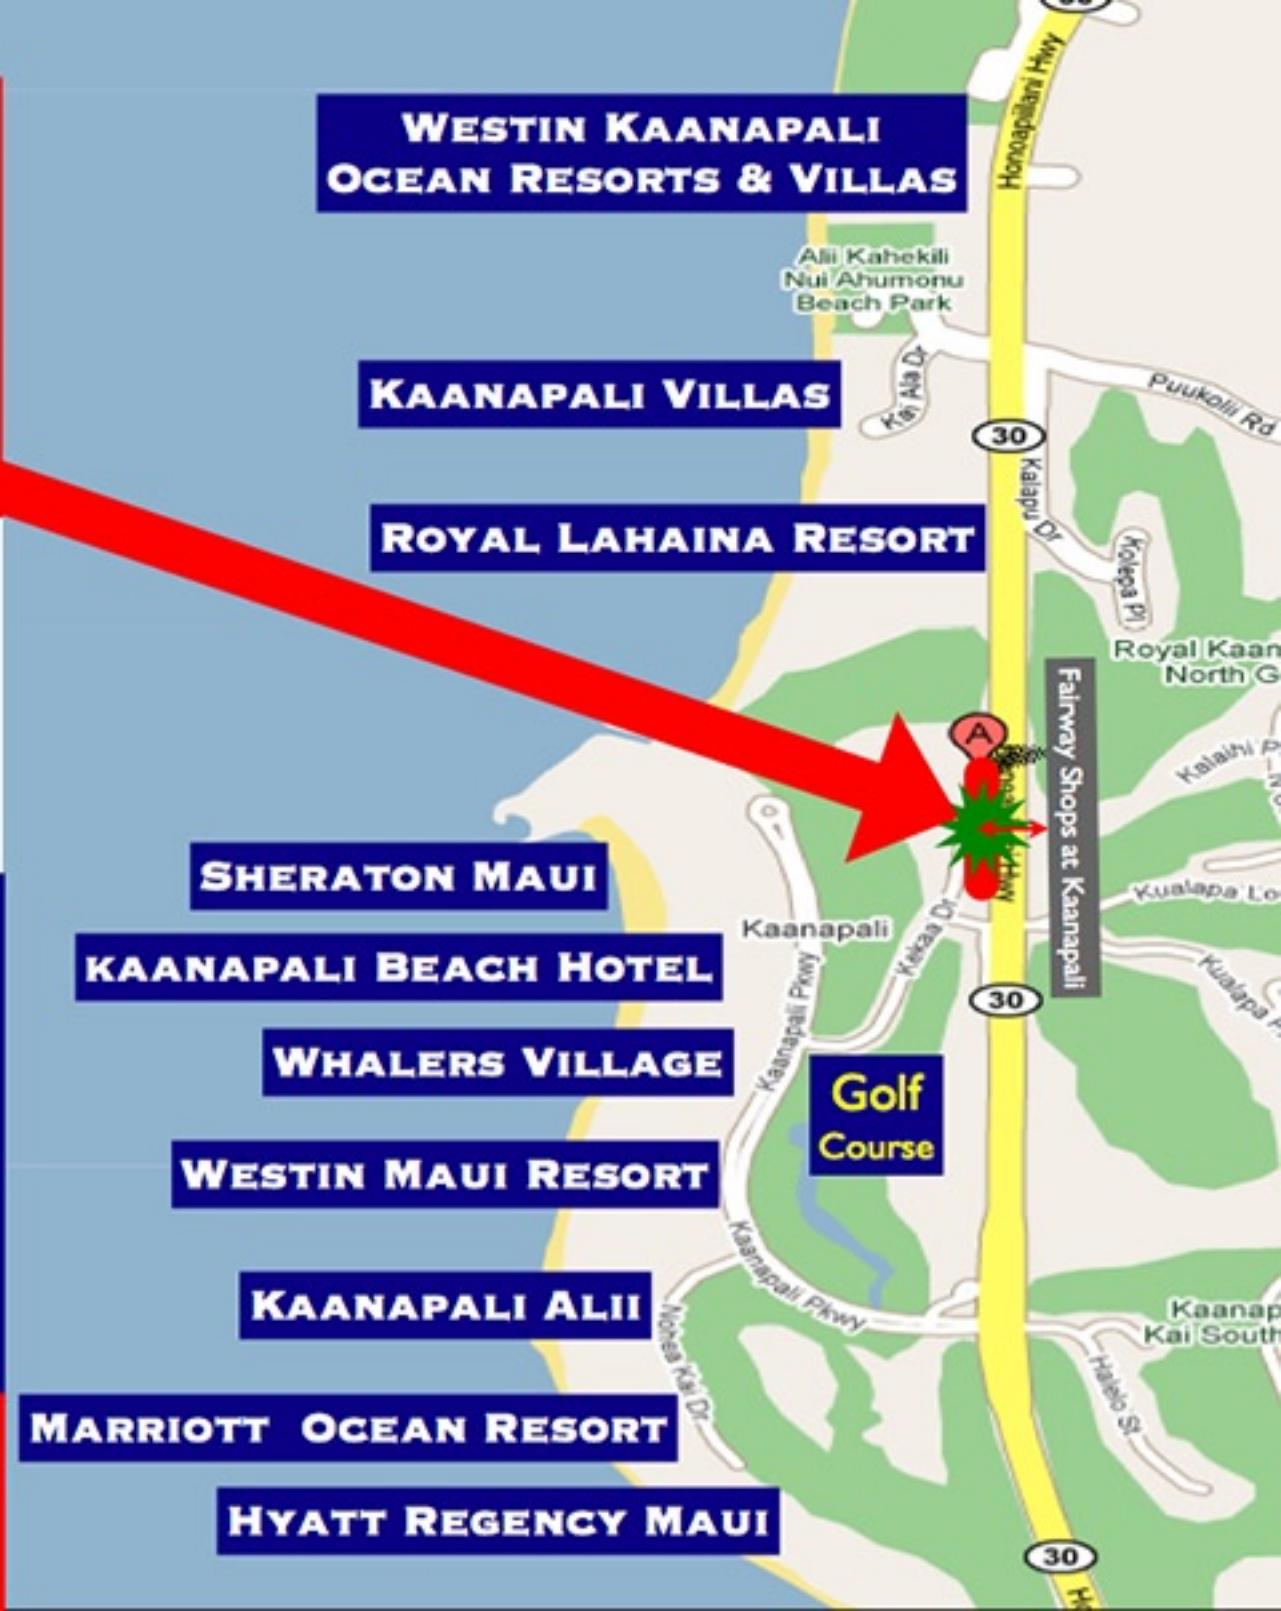 Honoapiilani Hwy
WESTIN KAANAPALI
OCEAN RESORTS & VILLAS
Alii Kahekili
Nui Ahumonu
Beach Park
Kai Ala Dr
Puukolii Rd
KAANAPALI VILLAS
30
Kalapu Dr
ROYAL LAHAINA RESORT
Kolepa Pl
Royal Kaan
North G
Fairway Shops at Kaanapali
A
Kalaihi P
Hwy
SHERATON MAUI
Kualapa Lo
Kaanapali
Kekaa Dr
KAANAPALI BEACH HOTEL
Kualapa
30
Kaanapali Pkwy
WHALERS VILLAGE
Golf
Course
WESTIN MAUI RESORT
Kaanapali Pkwy
KAANAPALI ALII
Nohea Kai Dr
Kaanap
Kai South
Halelo St
MARRIOTT OCEAN RESORT
HYATT REGENCY MAUI
30